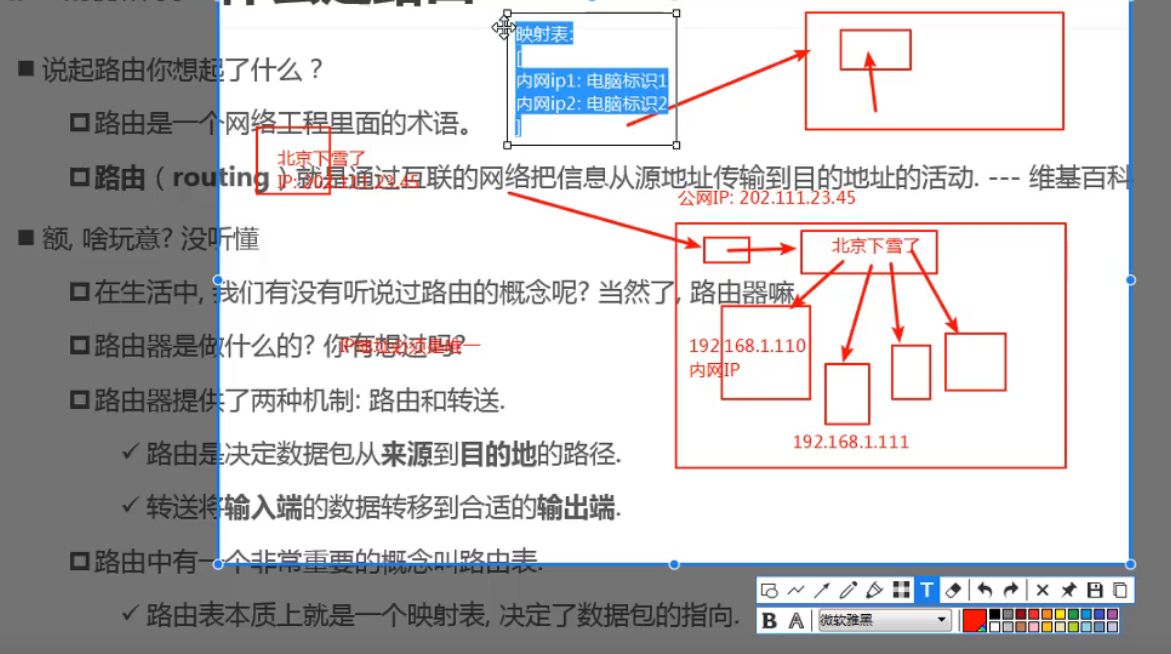 什么是路由
映射表:
[
内网ip1: 电脑标识1
内网ip2: 电脑标识2
]
■ 说起路由你想起了什么？
路由是一个网络工程里面的术语。
北京下雪了
IP: 202.111.23.45
路由（routing）就是通过互联的网络把信息从源地址传输到目的地址的活动. --- 维基百科
公网IP: 202.111.23.45
■ 额, 啥玩意? 没听懂
北京下雪了
在生活中, 我们有没有听说过路由的概念呢? 当然了, 路由器嘛.
路由器是做什么的? 你有想过吗?
192.168.1.110
内网IP
路由器提供了两种机制: 路由和转送.
192.168.1.111
✓ 路由是决定数据包从来源到目的地的路径.
✓ 转送将输入端的数据转移到合适的输出端.
路由中有一个非常重要的概念叫路由表.
✓ 路由表本质上就是一个映射表, 决定了数据包的指向.
T
B A 微软雅黑